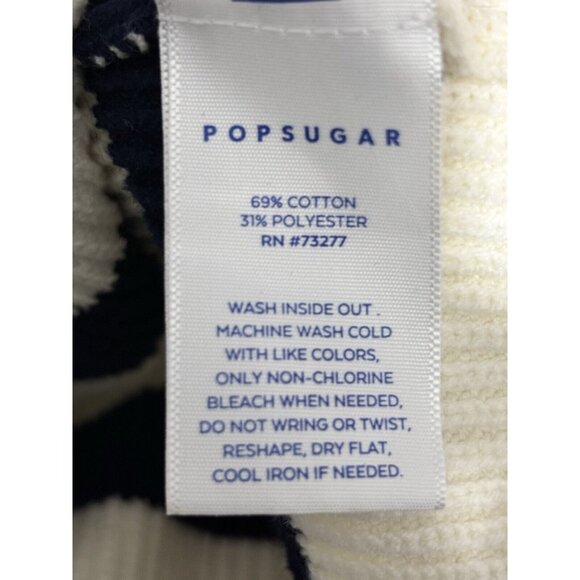 POPSUGAR
69% COTTON
31% POLYESTER
RN #73277
WASH INSIDE OUT .
MACHINE WASH COLD
WITH LIKE COLORS,
ONLY NON-CHLORINE
BLEACH WHEN NEEDED,
DO NOT WRING OR TWIST,
RESHAPE, DRY FLAT,
COOL IRON IF NEEDED.